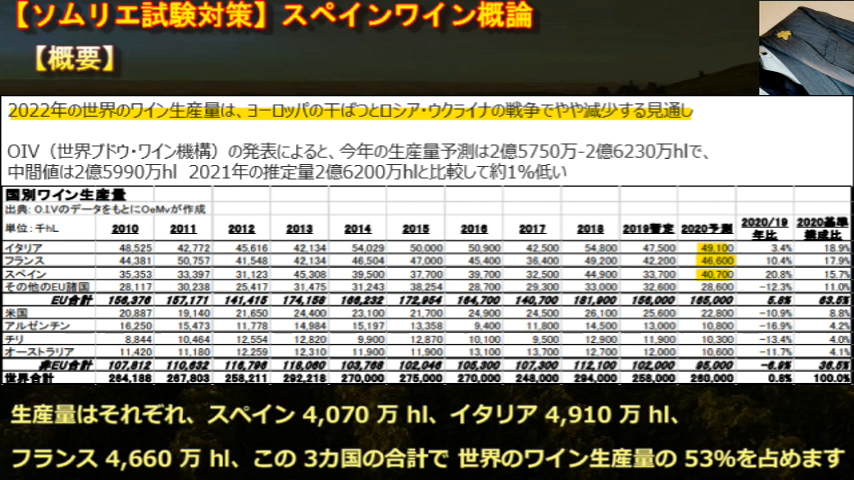 【ソムリエ試験対策】スペインワイン概論
【概要】
2022年の世界のワイン生産量は、ヨーロッパの干ばつとロシア・ウクライナの戦争でやや減少する見通し
OIV（世界ブドウ・ワイン機構）の発表によると、今年の生産量予測は2億5750万-2億6230万hlで、
中間値は2億5990万hl 2021年の推定量2億6200万hlと比較して約1%低い
国別ワイン生産量
出典: O.I.VのデータをもとにOeMvが作成
単位: 千hL 2010 2011 2012 2013 2014 2015 2016 2017 2018 2019暫定 2020予測 2020/19年比 2020基準構成比
イタリア 48,525 42,772 45,616 42,134 54,029 50,000 50,900 42,500 54,800 47,500 49,100 3.4% 18.9%
フランス 44,381 50,757 41,548 42,134 46,504 47,000 45,400 36,400 49,200 42,200 46,600 10.4% 17.9%
スペイン 35,353 33,397 31,123 45,308 39,500 37,700 39,700 32,500 44,900 33,700 40,700 20.8% 15.7%
その他のEU諸国 28,117 30,238 25,417 31,475 31,243 38,254 28,700 29,300 33,000 32,600 28,600 -12.3% 11.0%
EU合計 156,376 157,171 141,415 174,158 166,232 172,954 164,700 140,700 181,900 156,000 165,000 5.8% 63.5%
米国 20,887 19,140 21,650 24,400 23,100 21,700 24,900 24,500 26,100 25,600 22,800 -10.9% 8.8%
アルゼンチン 16,250 15,473 11,778 14,984 15,197 13,358 9,400 11,800 14,500 13,000 10,800 -16.9% 4.2%
チリ 8,844 10,464 12,554 12,820 9,900 12,870 10,100 9,500 12,900 11,900 10,300 -13.4% 4.0%
オーストラリア 11,420 11,180 12,259 12,310 11,900 11,900 13,100 13,700 12,700 12,000 10,600 -11.7% 4.1%
非EU合計 107,812 110,632 116,796 118,060 103,768 102,046 105,300 107,300 112,100 102,000 95,000 -6.9% 36.5%
世界合計 264,188 267,803 258,211 292,218 270,000 275,000 270,000 248,000 294,000 258,000 260,000 0.8% 100.0%
生産量はそれぞれ、スペイン 4,070 万 hl、イタリア 4,910 万 hl、
フランス 4,660 万 hl、この 3カ国の合計で 世界のワイン生産量の 53%を占めます